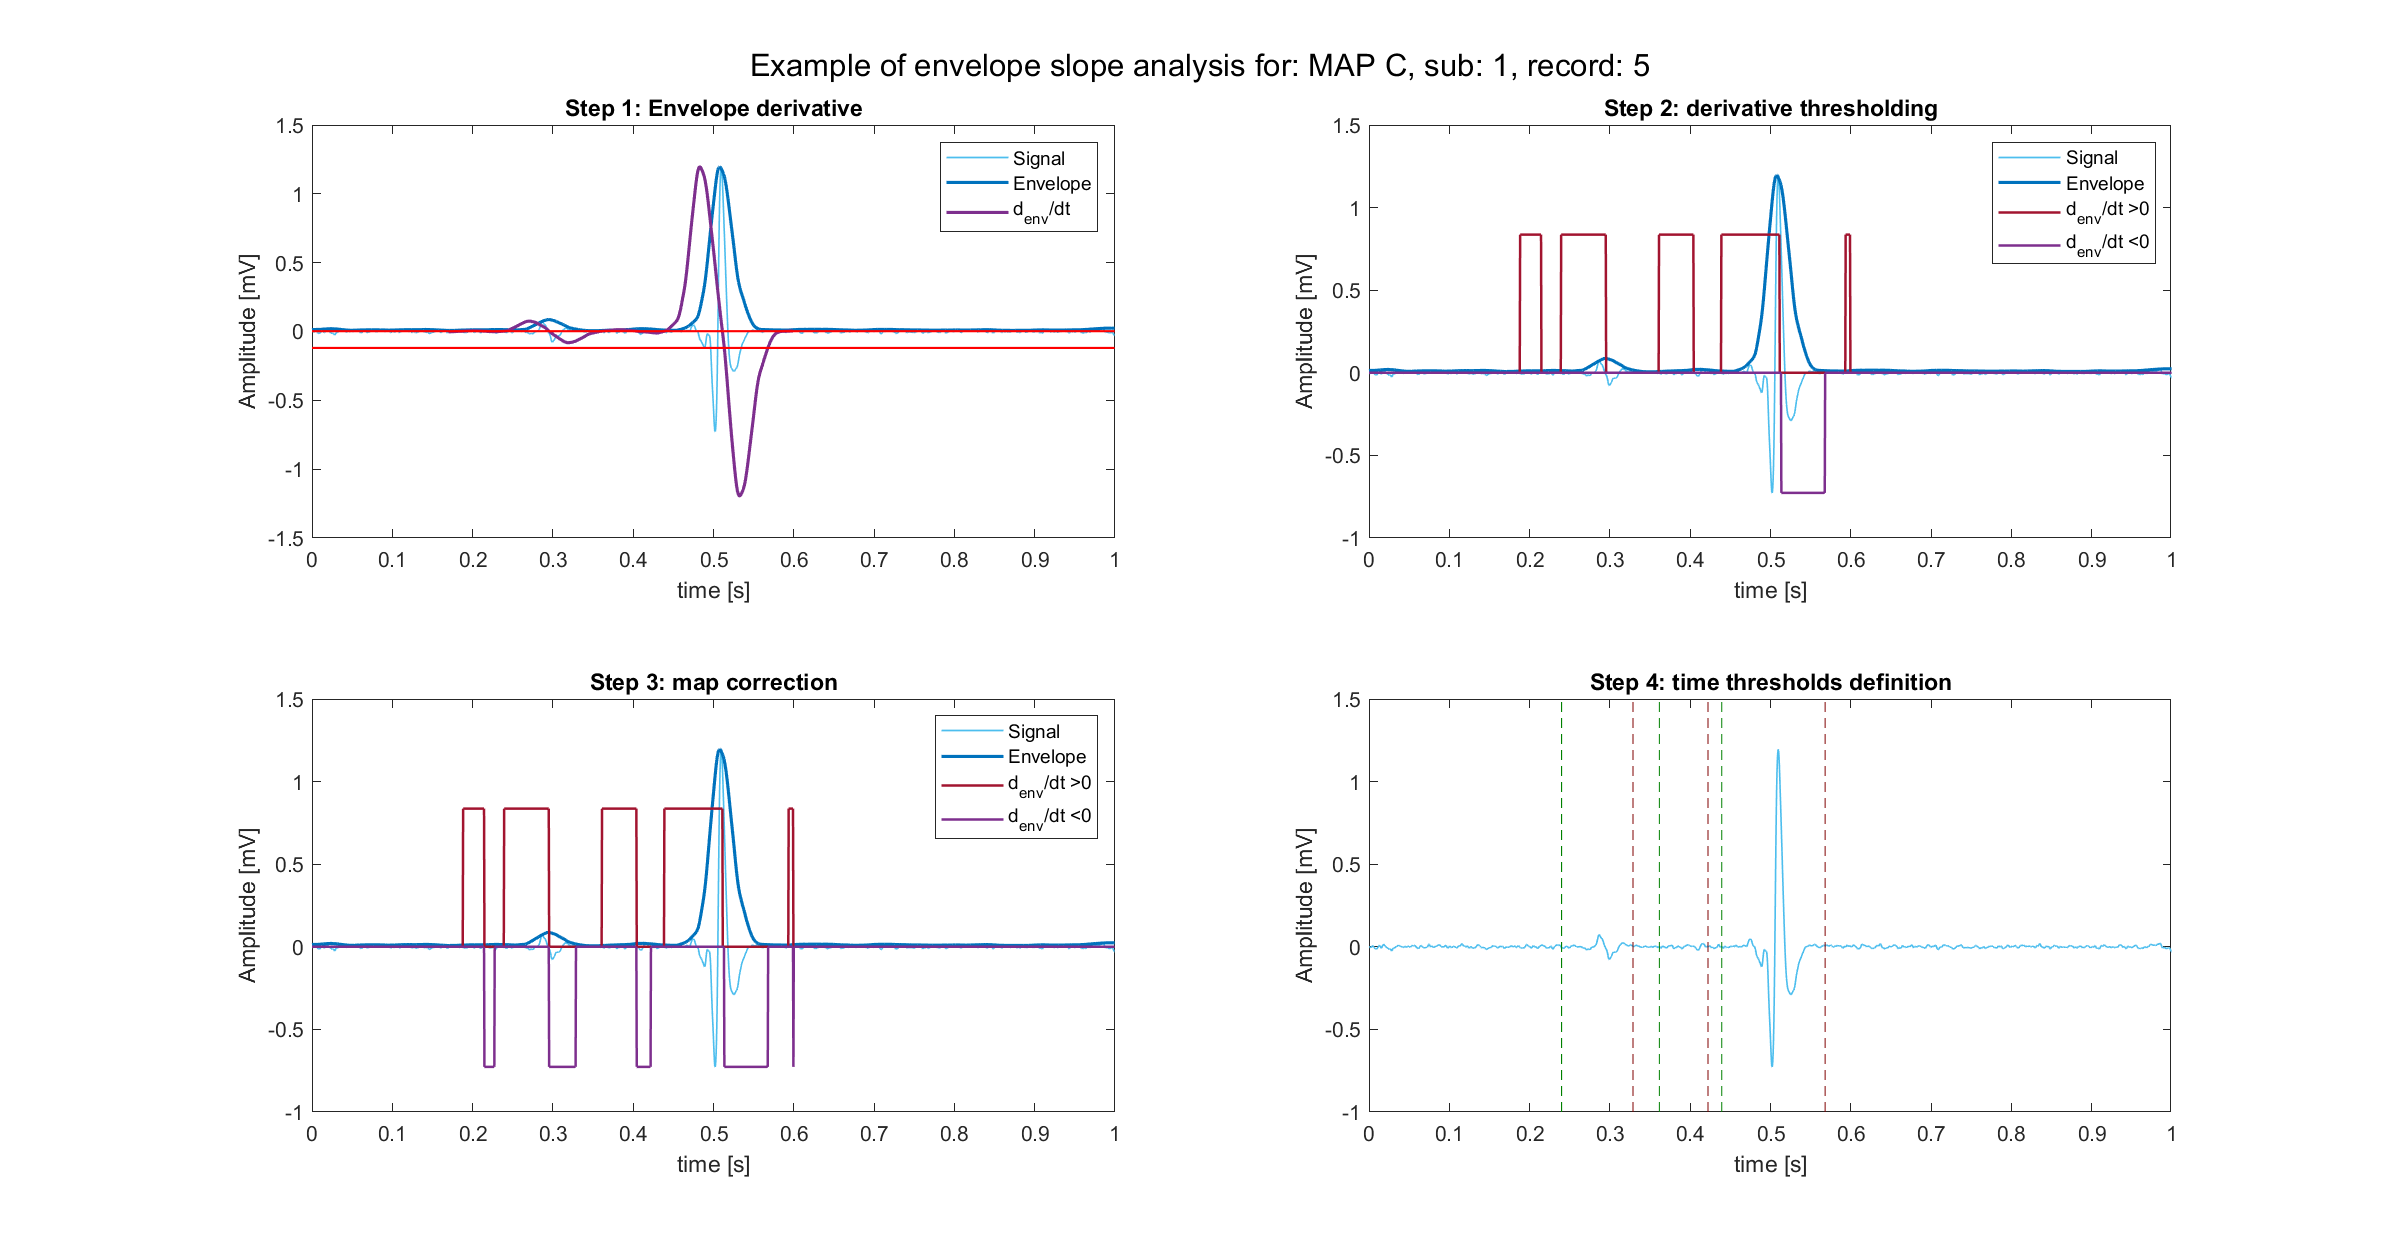 Example of envelope slope analysis for: MAP C, sub: 1, record: 5
Step 1: Envelope derivative
1.5
1
0.5
0
-0.5
-1
-1.5
Amplitude [mV]
0 0.1 0.2 0.3 0.4 0.5 0.6 0.7 0.8 0.9 1
time [s]
Signal
Envelope
d_env/dt
Step 2: derivative thresholding
1.5
1
0.5
0
-0.5
-1
Amplitude [mV]
0 0.1 0.2 0.3 0.4 0.5 0.6 0.7 0.8 0.9 1
time [s]
Signal
Envelope
d_env/dt >0
d_env/dt <0
Step 3: map correction
1.5
1
0.5
0
-0.5
-1
Amplitude [mV]
0 0.1 0.2 0.3 0.4 0.5 0.6 0.7 0.8 0.9 1
time [s]
Signal
Envelope
d_env/dt >0
d_env/dt <0
Step 4: time thresholds definition
1.5
1
0.5
0
-0.5
-1
Amplitude [mV]
0 0.1 0.2 0.3 0.4 0.5 0.6 0.7 0.8 0.9 1
time [s]